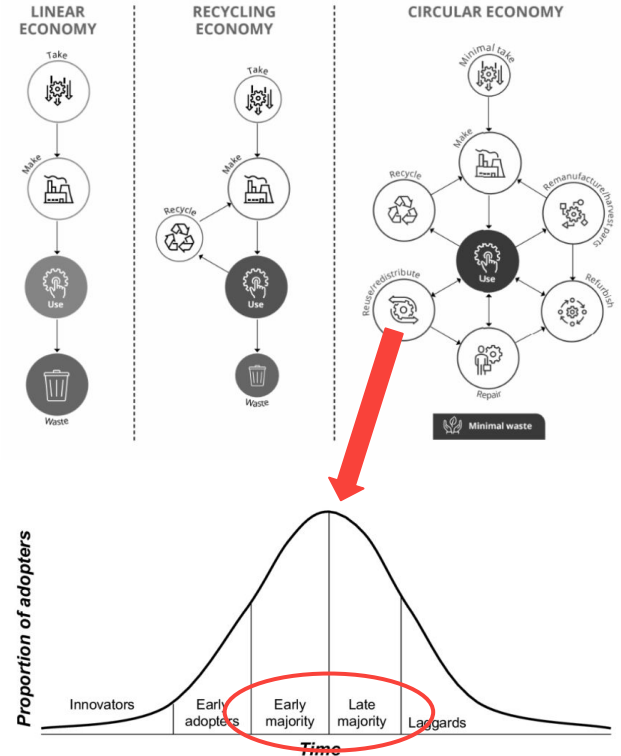 LINEAR
ECONOMY
Take
Make
Use
Waste
RECYCLING
ECONOMY
Take
Make
Recycle
Use
Waste
CIRCULAR ECONOMY
Minimal take
Make
Recycle
Remanufacture/harvest parts
Use
Reuse/redistribute
Refurbish
Repair
Minimal waste
Proportion of adopters
Innovators
Early
adopters
Early
majority
Late
majority
Laggards
Time